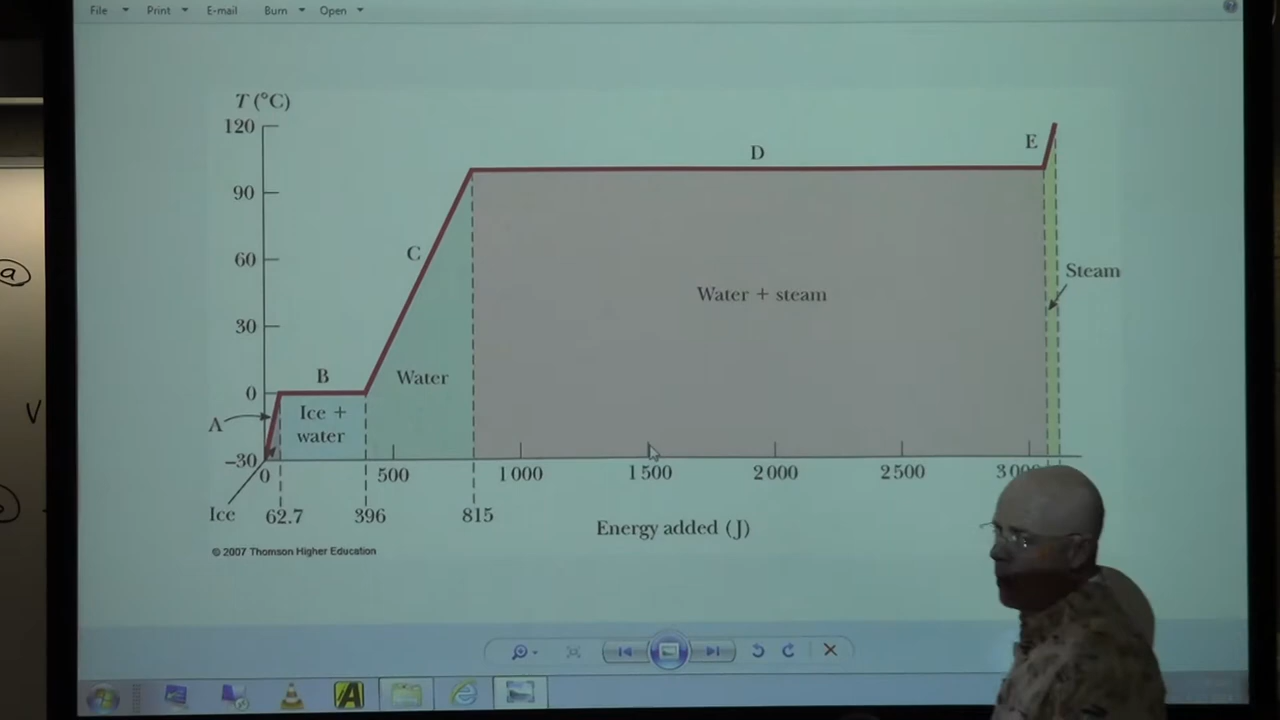 File Print E-mail Burn Open
T (°C)
120
90
60
30
0
−30
A
B
C
D
E
Ice +
water
Water
Water + steam
Steam
0 500 1 000 1 500 2 000 2 500
Ice 62.7 396 815
Energy added (J)
© 2007 Thomson Higher Education
a
V
A